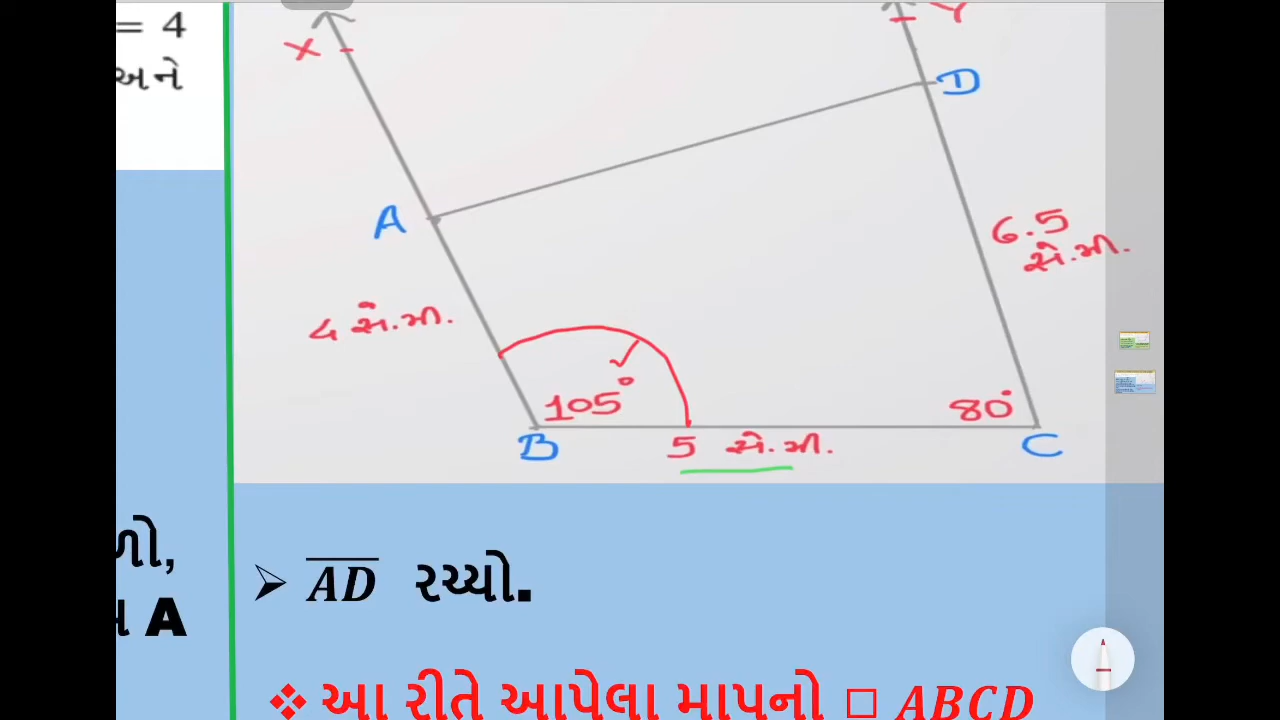 = 4
અને
X
Y
D
A
6.5
સે.મી.
4 સે.મી.
105°
80°
B
5 સે.મી.
C
ળો,
A
➢ AD રચ્યો.
❖ આ રીતે આપેલા માપનો □ ABCD